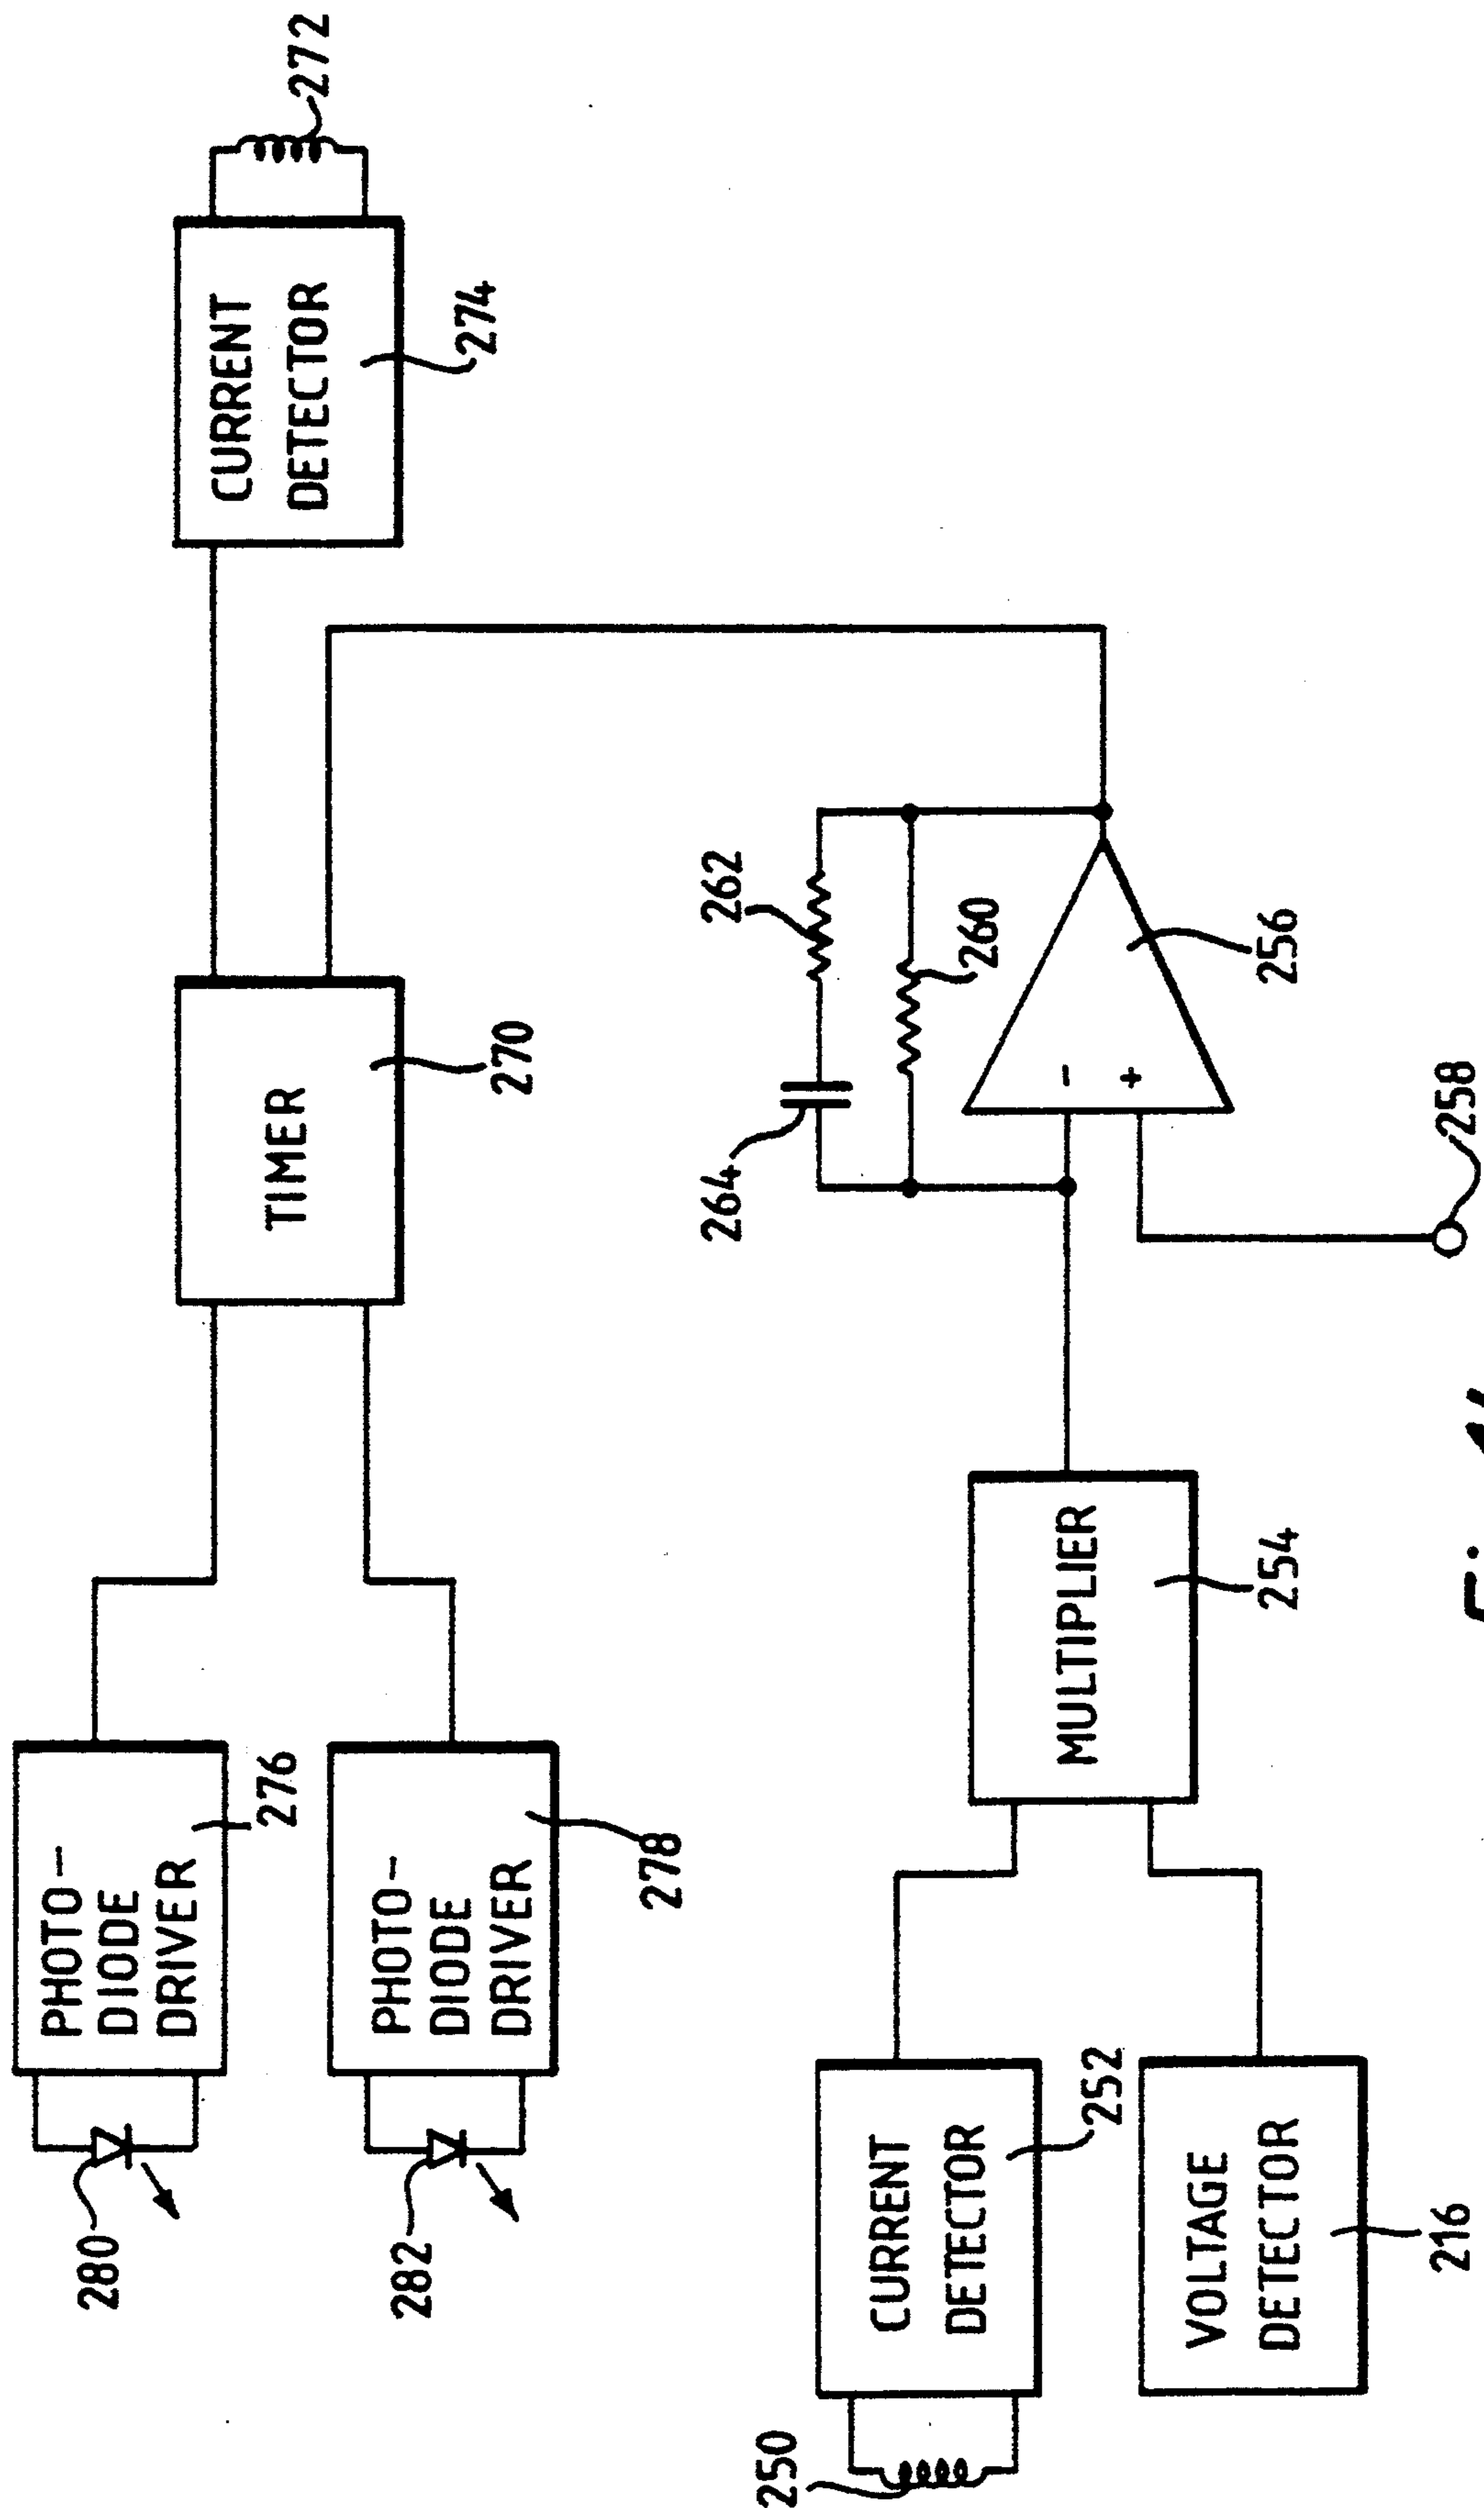 PHOTO-
DIODE
DRIVER
276
280
PHOTO-
DIODE
DRIVER
278
282
TIMER
270
CURRENT
DETECTOR
274
272
264
262
260
-
+
256
258
MULTIPLIER
254
CURRENT
DETECTOR
252
250
VOLTAGE
DETECTOR
216